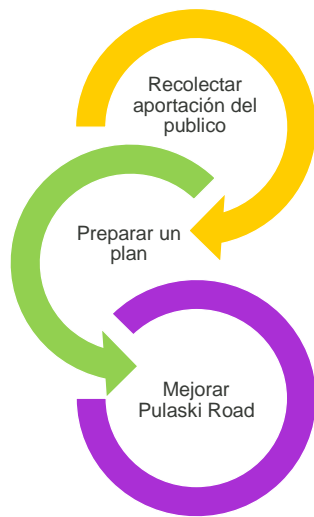 Recolectar
aportación del
publico
Preparar un
plan
Mejorar
Pulaski Road